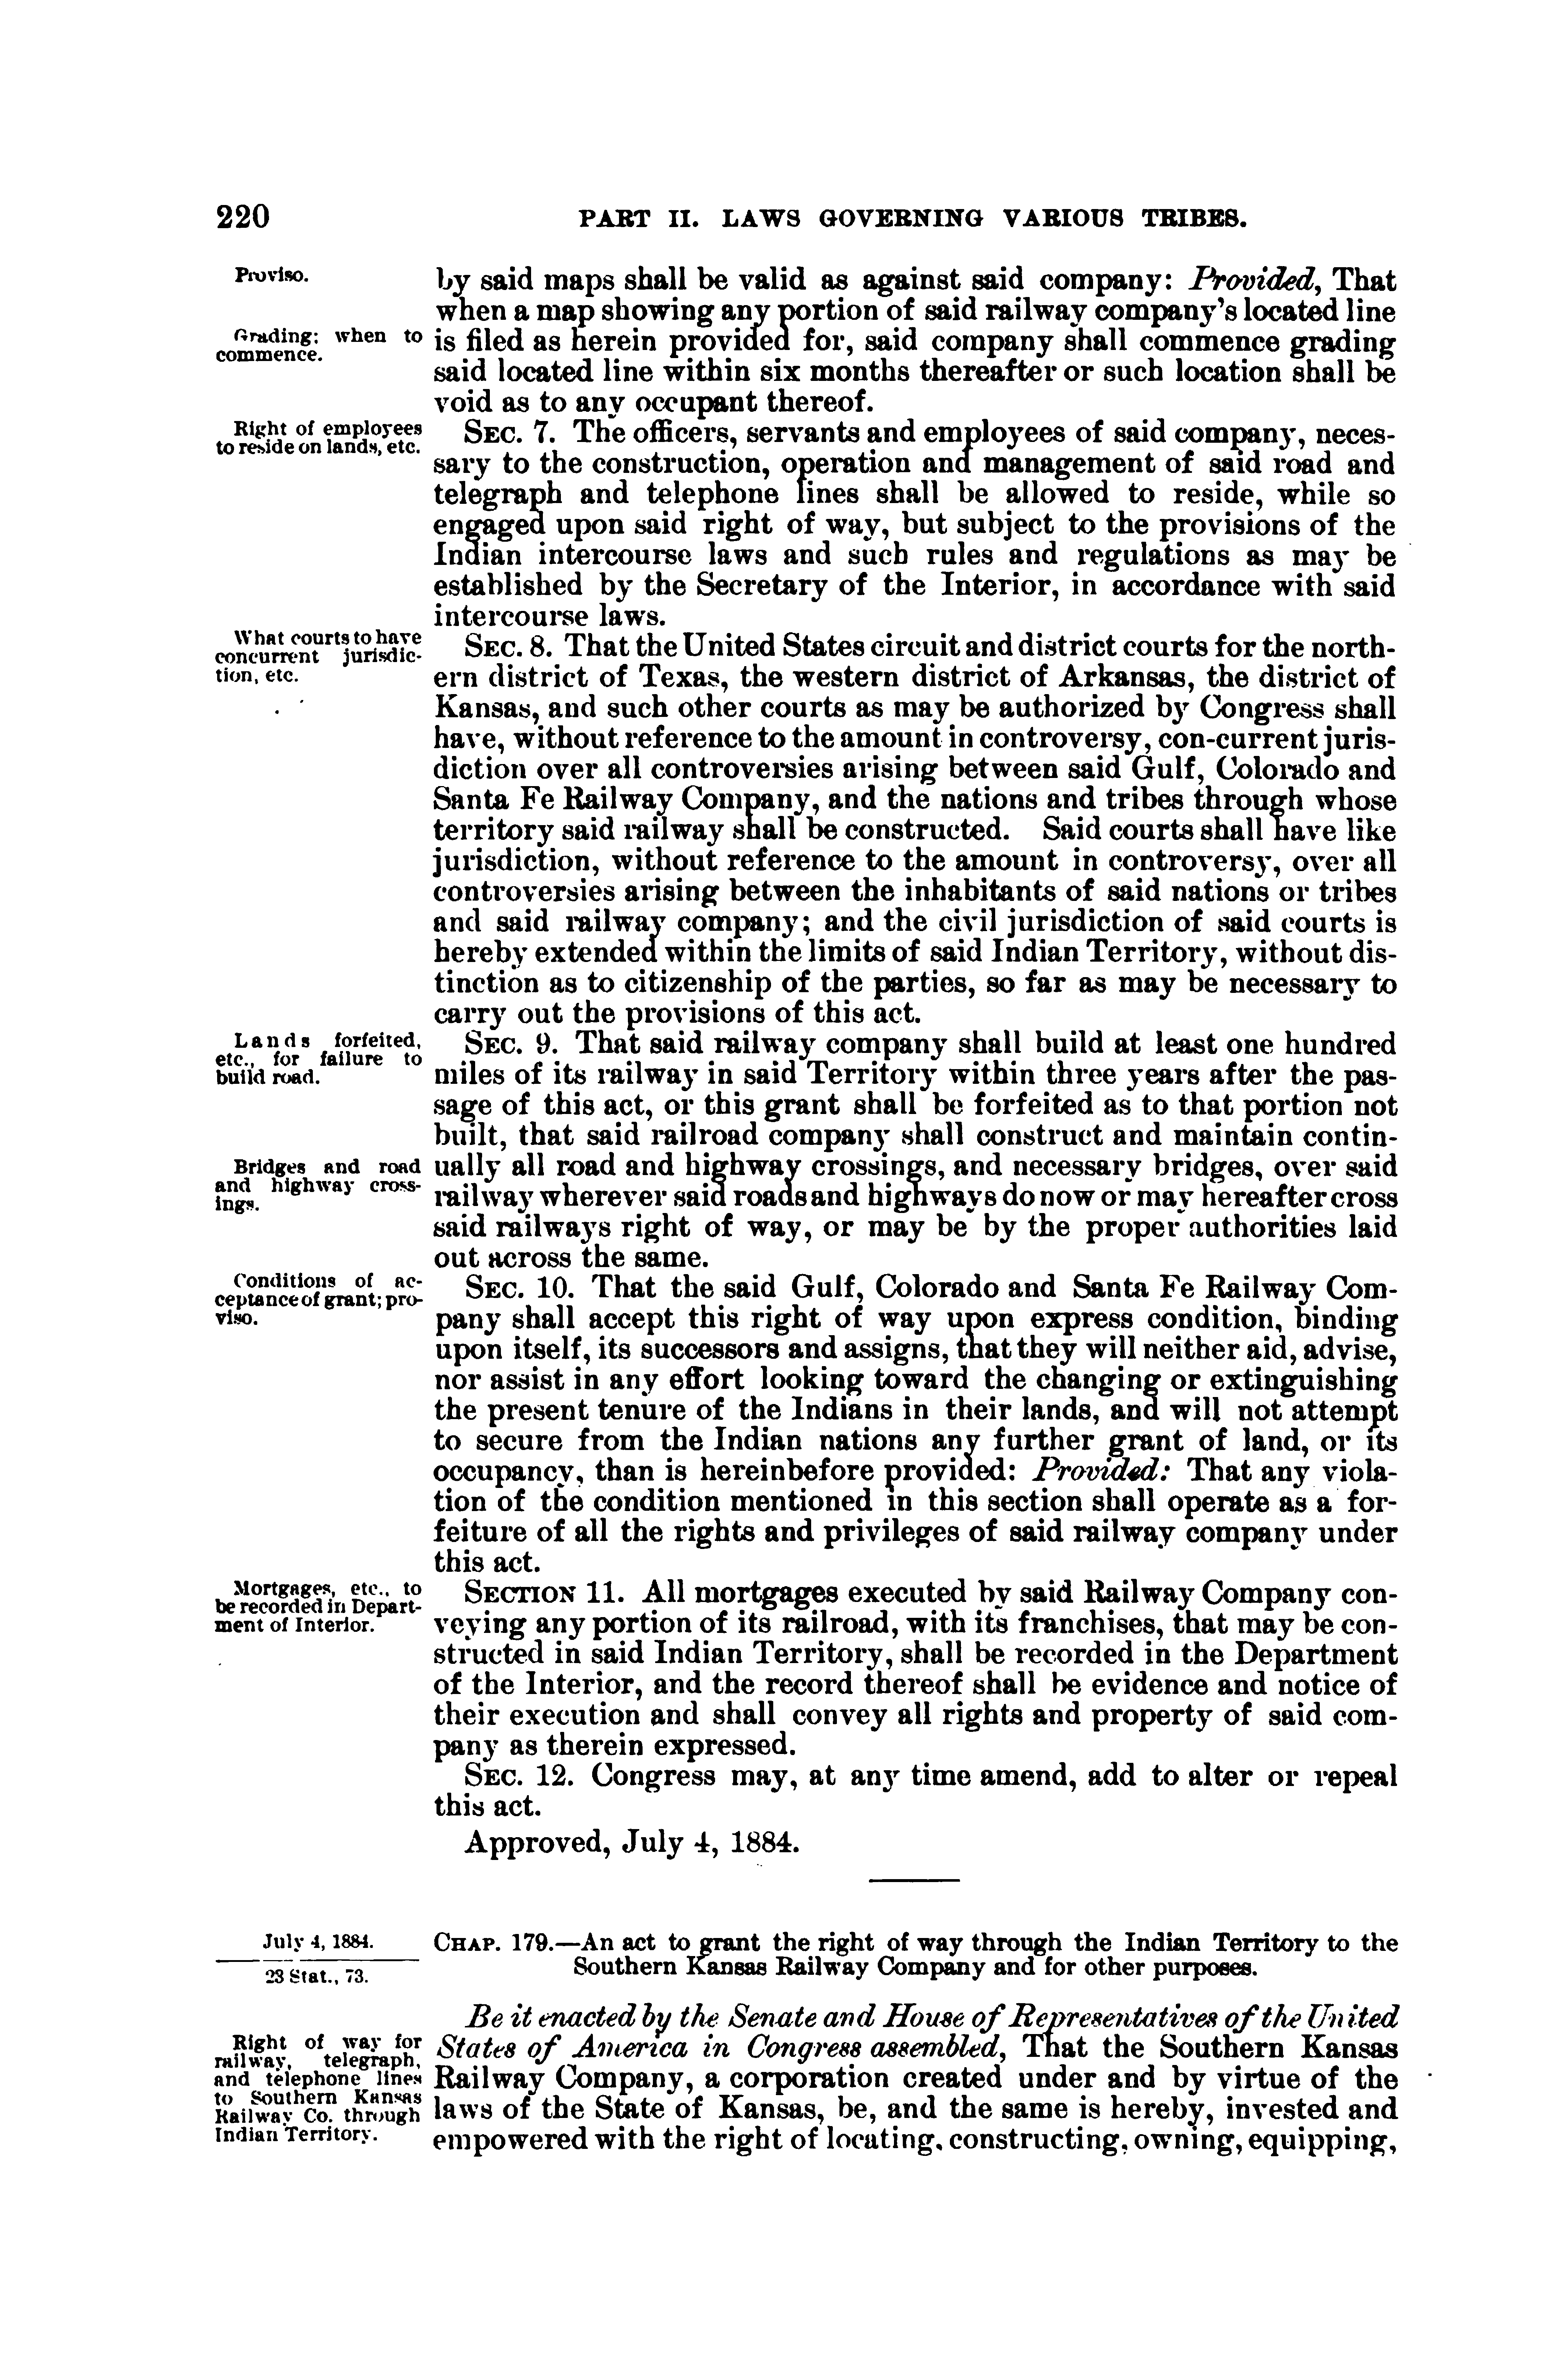 220
PART II. LAWS GOVERNING VARIOUS TRIBES.
Proviso.
by said maps shall be valid as against said company: Provided, That
when a map showing any portion of said railway company's located line
Grading: when to
commence.
is filed as herein provided for, said company shall commence grading
said located line within six months thereafter or such location shall be
void as to any occupant thereof.
Right of employees
to reside on lands, etc.
SEC. 7. The officers, servants and employees of said company, neces-
sary to the construction, operation and management of said road and
telegraph and telephone lines shall be allowed to reside, while so
engaged upon said right of way, but subject to the provisions of the
Indian intercourse laws and such rules and regulations as may be
established by the Secretary of the Interior, in accordance with said
intercourse laws.
What courts to have
concurrent jurisdic-
tion, etc.
SEC. 8. That the United States circuit and district courts for the north-
ern district of Texas, the western district of Arkansas, the district of
Kansas, and such other courts as may be authorized by Congress shall
have, without reference to the amount in controversy, con-current juris-
diction over all controversies arising between said Gulf, Colorado and
Santa Fe Railway Company, and the nations and tribes through whose
territory said railway shall be constructed. Said courts shall have like
jurisdiction, without reference to the amount in controversy, over all
controversies arising between the inhabitants of said nations or tribes
and said railway company; and the civil jurisdiction of said courts is
hereby extended within the limits of said Indian Territory, without dis-
tinction as to citizenship of the parties, so far as may be necessary to
carry out the provisions of this act.
Lands forfeited,
etc., for failure to
build road.
SEC. 9. That said railway company shall build at least one hundred
miles of its railway in said Territory within three years after the pas-
sage of this act, or this grant shall be forfeited as to that portion not
built, that said railroad company shall construct and maintain contin-
Bridges and road
and highway cross-
ings.
ually all road and highway crossings, and necessary bridges, over said
railway wherever said roads and highways do now or may hereafter cross
said railways right of way, or may be by the proper authorities laid
out across the same.
Conditions of ac-
ceptance of grant; pro-
viso.
SEC. 10. That the said Gulf, Colorado and Santa Fe Railway Com-
pany shall accept this right of way upon express condition, binding
upon itself, its successors and assigns, that they will neither aid, advise,
nor assist in any effort looking toward the changing or extinguishing
the present tenure of the Indians in their lands, and will not attempt
to secure from the Indian nations any further grant of land, or its
occupancy, than is hereinbefore provided: Provided: That any viola-
tion of the condition mentioned in this section shall operate as a for-
feiture of all the rights and privileges of said railway company under
this act.
Mortgages, etc., to
be recorded in Depart-
ment of Interior.
SECTION 11. All mortgages executed by said Railway Company con-
veying any portion of its railroad, with its franchises, that may be con-
structed in said Indian Territory, shall be recorded in the Department
of the Interior, and the record thereof shall be evidence and notice of
their execution and shall convey all rights and property of said com-
pany as therein expressed.
SEC. 12. Congress may, at any time amend, add to alter or repeal
this act.
Approved, July 4, 1884.
July 4, 1884.
23 Stat., 73.
CHAP. 179.—An act to grant the right of way through the Indian Territory to the
Southern Kansas Railway Company and for other purposes.
Be it enacted by the Senate and House of Representatives of the United
Right of way for
railway, telegraph,
and telephone lines
to Southern Kansas
Railway Co. through
Indian Territory.
States of America in Congress assembled, That the Southern Kansas
Railway Company, a corporation created under and by virtue of the
laws of the State of Kansas, be, and the same is hereby, invested and
empowered with the right of locating, constructing, owning, equipping,